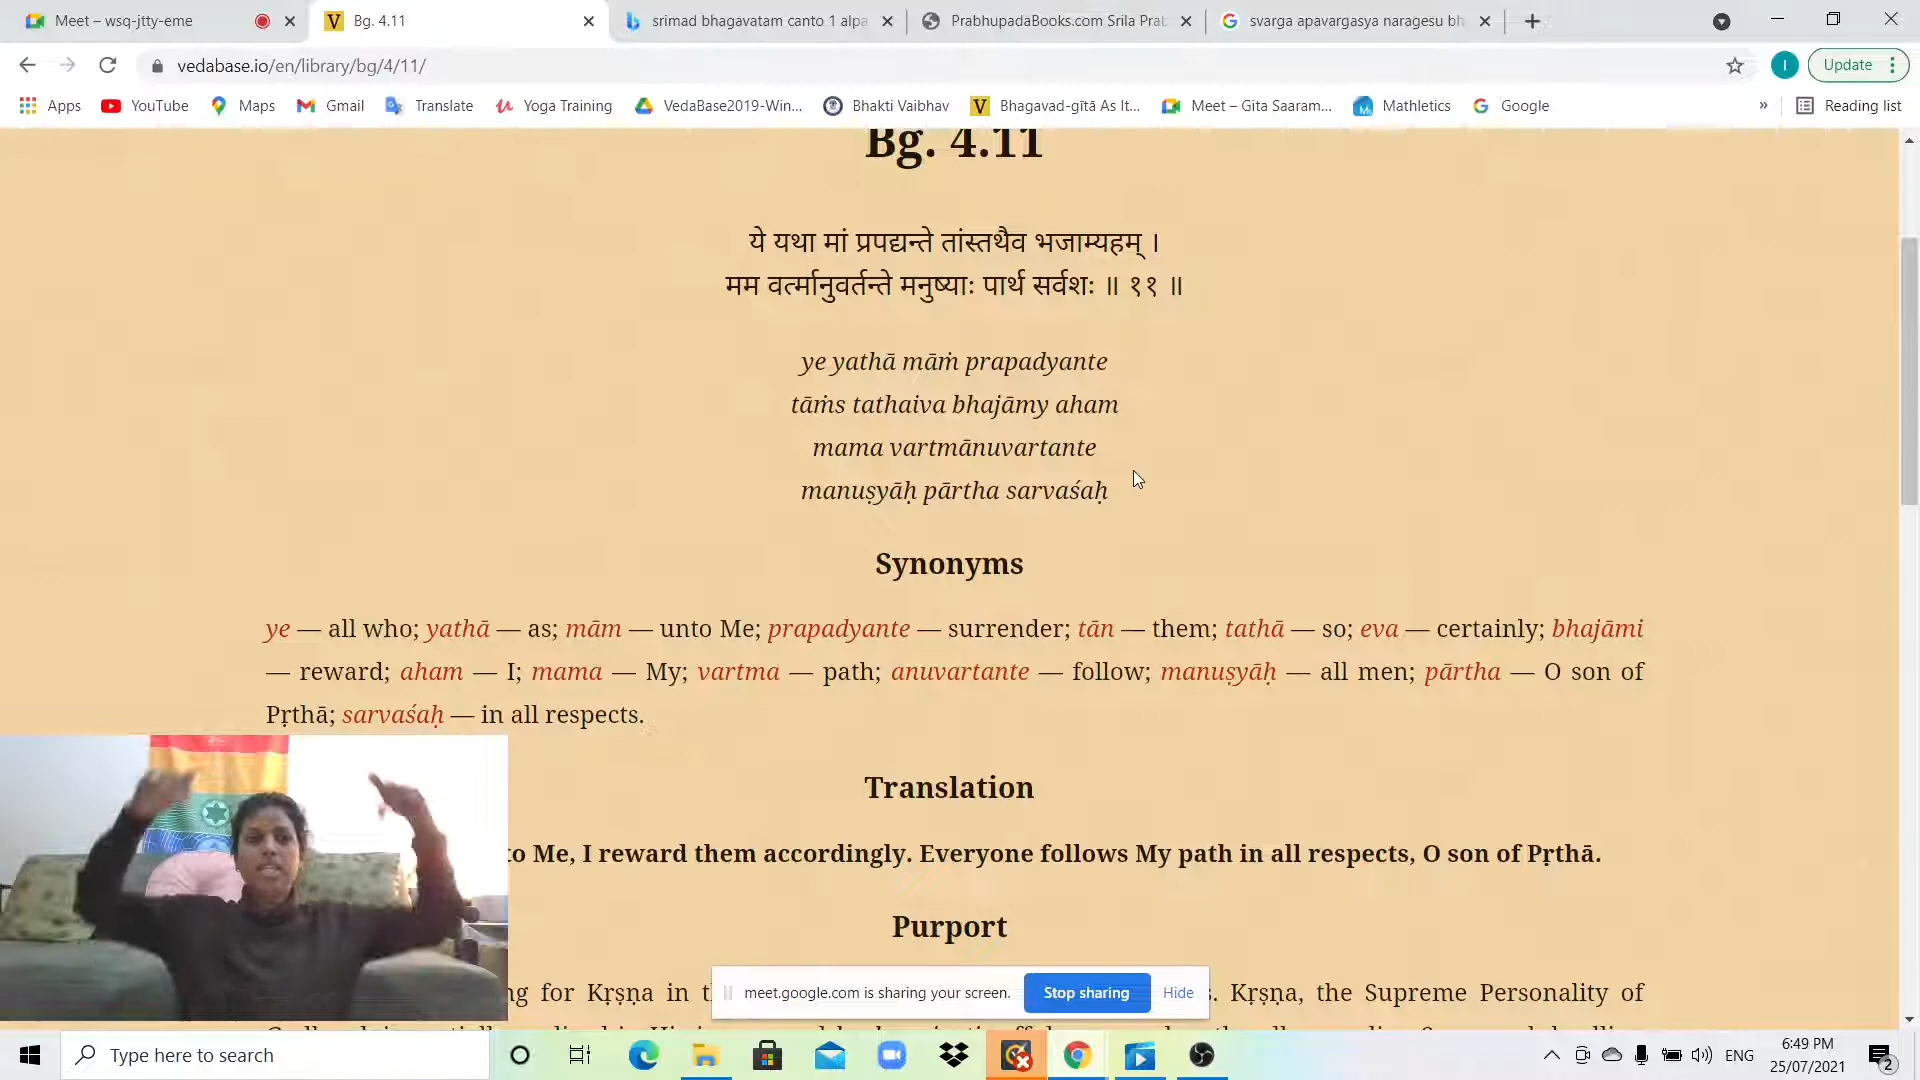 Meet – wsq-jtty-eme
Bg. 4.11
srimad bhagavatam canto 1 alpa
PrabhupadaBooks.com Srila Prab
svarga apavargasya naragesu bh
vedabase.io/en/library/bg/4/11/
I
Update
Apps
YouTube
Maps
Gmail
Translate
Yoga Training
VedaBase2019-Win...
Bhakti Vaibhav
Bhagavad-gītā As It...
Meet – Gita Saaram...
Mathletics
Google
»
Reading list
Bg. 4.11
ये यथा मां प्रपद्यन्ते तांस्तथैव भजाम्यहम् ।
मम वर्त्मानुवर्तन्ते मनुष्याः पार्थ सर्वशः ॥ ११ ॥
ye yathā māṁ prapadyante
tāṁs tathaiva bhajāmy aham
mama vartmānuvartante
manuṣyāḥ pārtha sarvaśaḥ
Synonyms
ye — all who; yathā — as; mām — unto Me; prapadyante — surrender; tān — them; tathā — so; eva — certainly; bhajāmi
— reward; aham — I; mama — My; vartma — path; anuvartante — follow; manuṣyāḥ — all men; pārtha — O son of
Pṛthā; sarvaśaḥ — in all respects.
Translation
to Me, I reward them accordingly. Everyone follows My path in all respects, O son of Pṛthā.
Purport
for Kṛṣṇa in
Kṛṣṇa, the Supreme Personality of
meet.google.com is sharing your screen.
Stop sharing
Hide
Type here to search
ENG
6:49 PM
25/07/2021
2